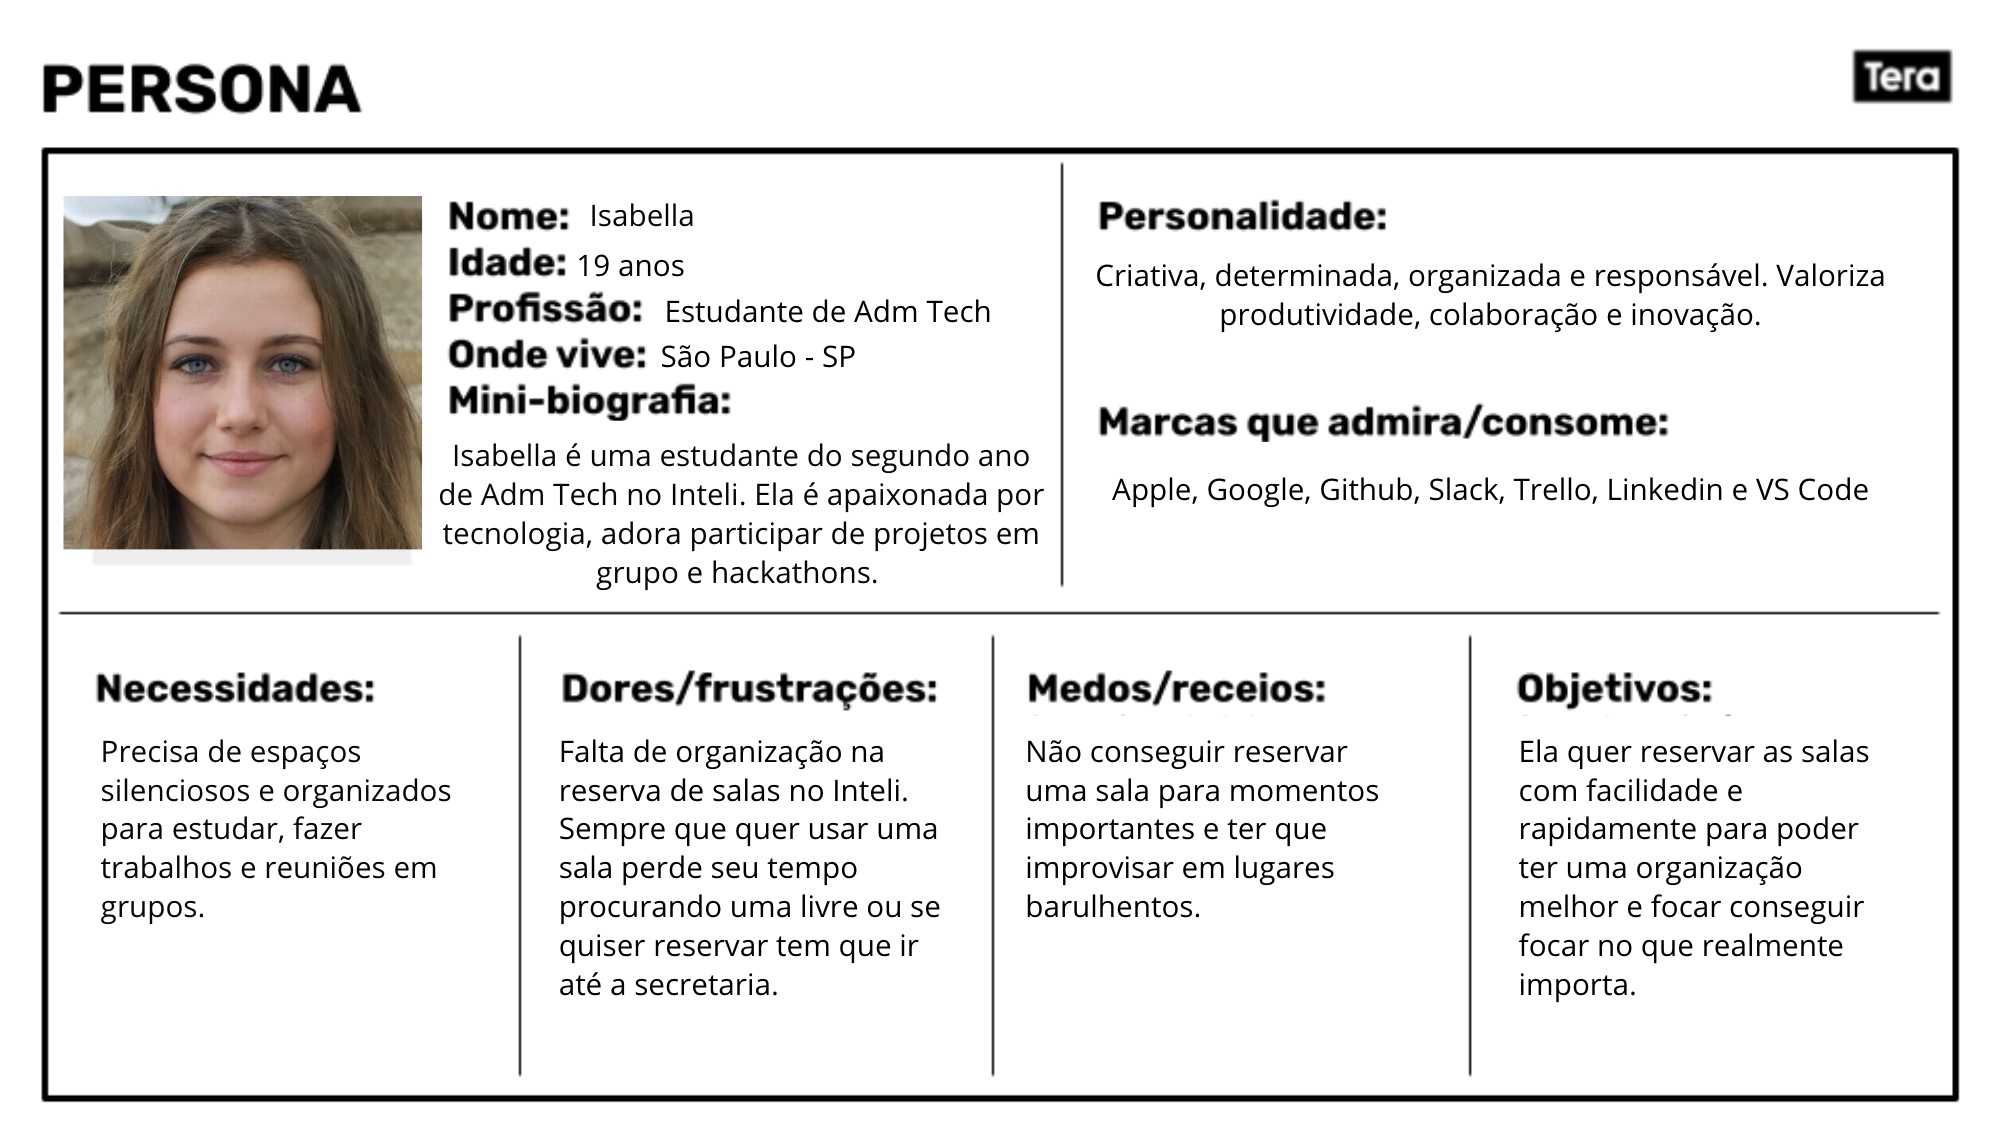 PERSONA
Tera
Nome: Isabella
Idade: 19 anos
Profissão: Estudante de Adm Tech
Onde vive: São Paulo - SP
Mini-biografia:
Isabella é uma estudante do segundo ano
de Adm Tech no Inteli. Ela é apaixonada por
tecnologia, adora participar de projetos em
grupo e hackathons.
Personalidade:
Criativa, determinada, organizada e responsável. Valoriza
produtividade, colaboração e inovação.
Marcas que admira/consome:
Apple, Google, Github, Slack, Trello, Linkedin e VS Code
Necessidades:
Precisa de espaços
silenciosos e organizados
para estudar, fazer
trabalhos e reuniões em
grupos.
Dores/frustrações:
Falta de organização na
reserva de salas no Inteli.
Sempre que quer usar uma
sala perde seu tempo
procurando uma livre ou se
quiser reservar tem que ir
até a secretaria.
Medos/receios:
Não conseguir reservar
uma sala para momentos
importantes e ter que
improvisar em lugares
barulhentos.
Objetivos:
Ela quer reservar as salas
com facilidade e
rapidamente para poder
ter uma organização
melhor e focar conseguir
focar no que realmente
importa.